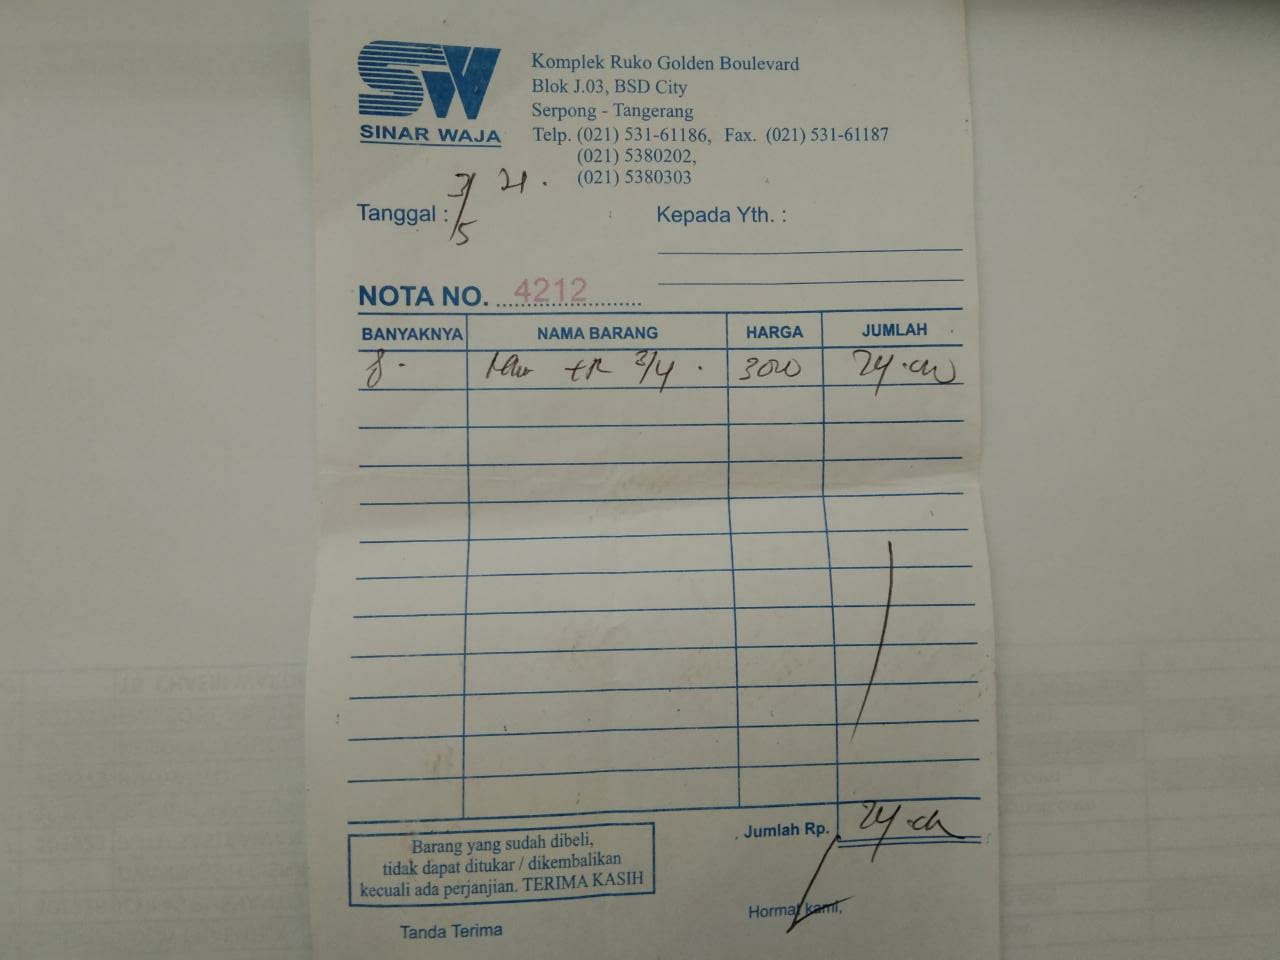 SW
SINAR WAJA
Komplek Ruko Golden Boulevard
Blok J.03, BSD City
Serpong - Tangerang
Telp. (021) 531-61186, Fax. (021) 531-61187
(021) 5380202,
(021) 5380303
Tanggal : 3/5 21.
Kepada Yth. :
NOTA NO. 4212
BANYAKNYA NAMA BARANG HARGA JUMLAH
8 - 3/4 . 3000 24.000
Jumlah Rp. 24.000
Barang yang sudah dibeli,
tidak dapat ditukar / dikembalikan
kecuali ada perjanjian. TERIMA KASIH
Tanda Terima
Hormat kami,